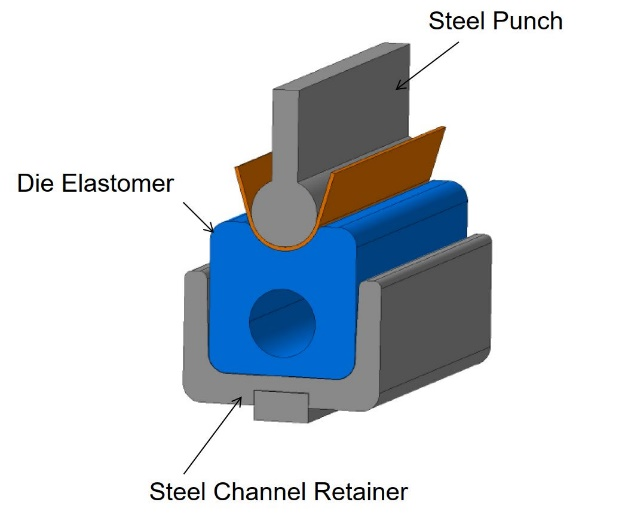 Steel Punch
Die Elastomer
Steel Channel Retainer